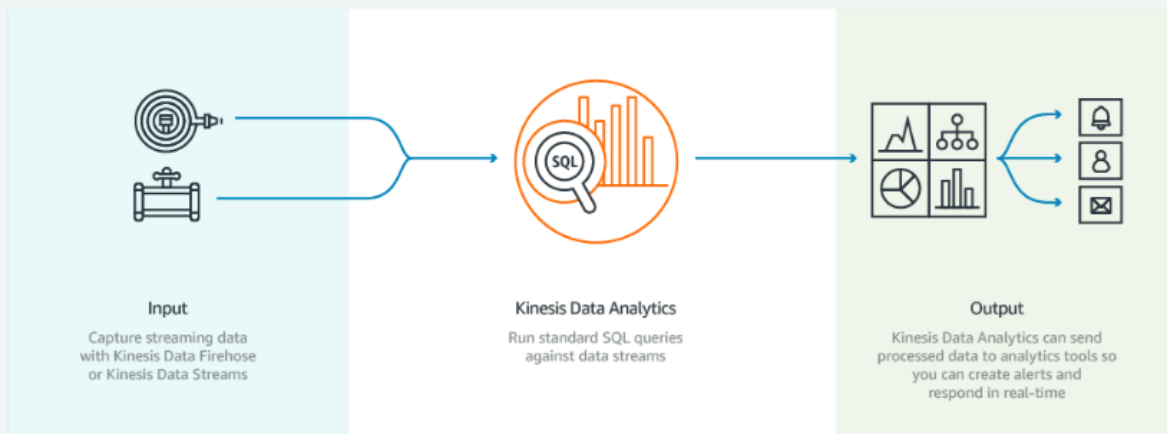 SQL
Input
Capture streaming data
with Kinesis Data Firehose
or Kinesis Data Streams
Kinesis Data Analytics
Run standard SQL queries
against data streams
Output
Kinesis Data Analytics can send
processed data to analytics tools so
you can create alerts and
respond in real-time